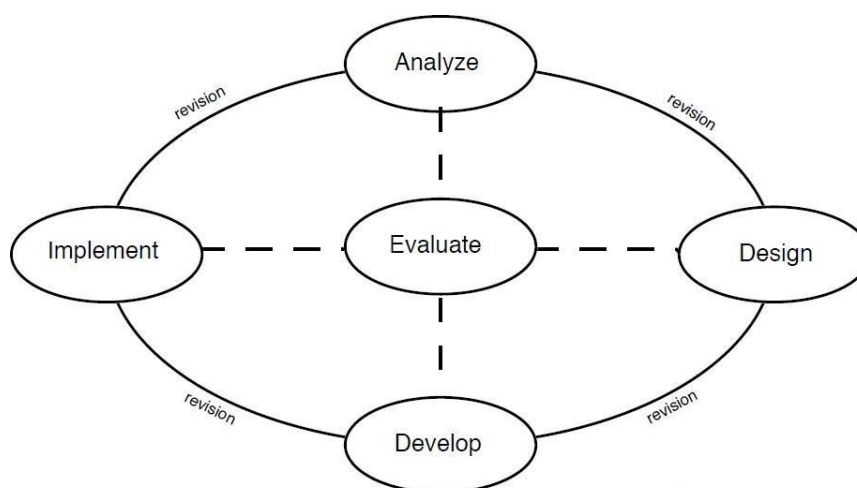 Analyze
revision
revision
Implement
Evaluate
Design
revision
revision
Develop